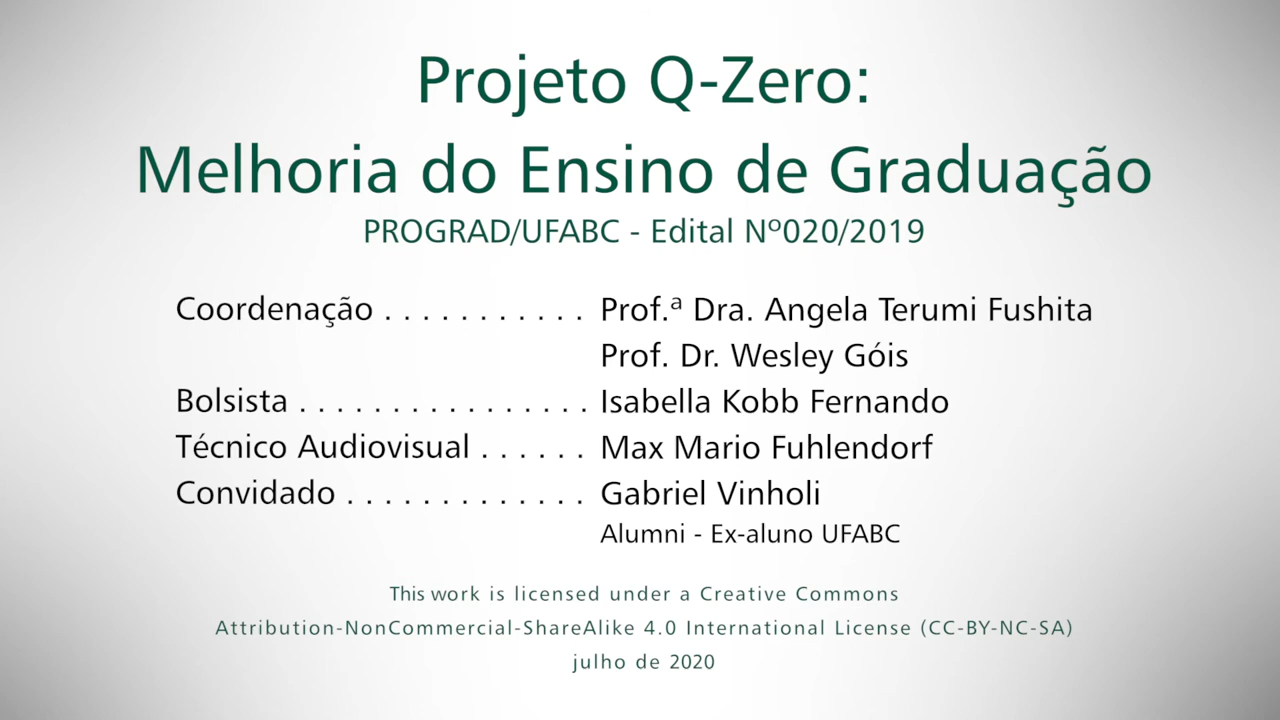 Projeto Q-Zero:
Melhoria do Ensino de Graduação
PROGRAD/UFABC - Edital Nº020/2019
Coordenação . . . . . . . . . . . Prof.ª Dra. Angela Terumi Fushita
Prof. Dr. Wesley Góis
Bolsista . . . . . . . . . . . . . . . . Isabella Kobb Fernando
Técnico Audiovisual . . . . . . Max Mario Fuhlendorf
Convidado . . . . . . . . . . . . . Gabriel Vinholi
Alumni - Ex-aluno UFABC
This work is licensed under a Creative Commons
Attribution-NonCommercial-ShareAlike 4.0 International License (CC-BY-NC-SA)
julho de 2020